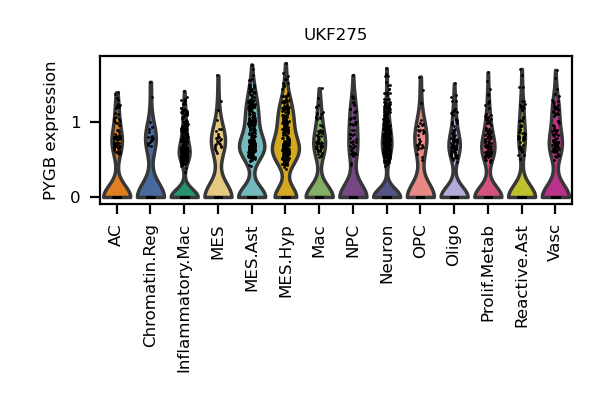 UKF275
PYGB expression
1
0
AC
Chromatin.Reg
Inflammatory.Mac
MES
MES.Ast
MES.Hyp
Mac
NPC
Neuron
OPC
Oligo
Prolif.Metab
Reactive.Ast
Vasc